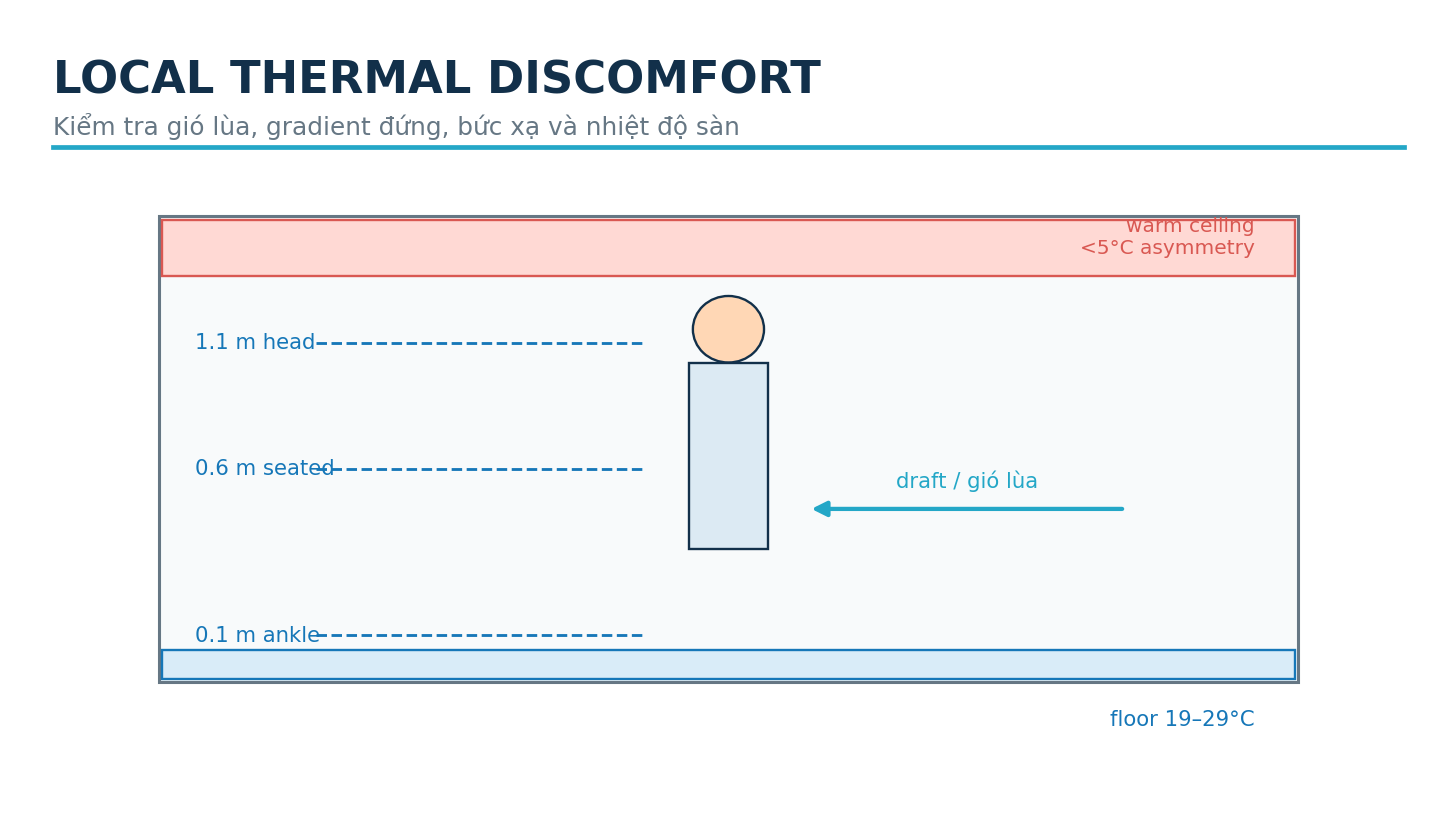 LOCAL THERMAL DISCOMFORT
Kiểm tra gió lùa, gradient đứng, bức xạ và nhiệt độ sàn
warm ceiling
<5°C asymmetry
1.1 m head
0.6 m seated
draft / gió lùa
0.1 m ankle
floor 19–29°C